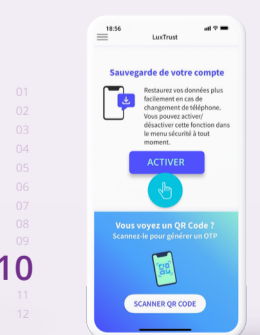 01
02
03
04
05
06
07
08
09
10
11
12
18:56
LuxTrust
Sauvegarde de votre compte
Restaurez vos données plus
facilement en cas de
changement de téléphone.
Vous pouvez activer/
désactiver cette fonction dans
le menu sécurité à tout
moment.
ACTIVER
Vous voyez un QR Code ?
Scannez-le pour générer un OTP
SCANNER QR CODE